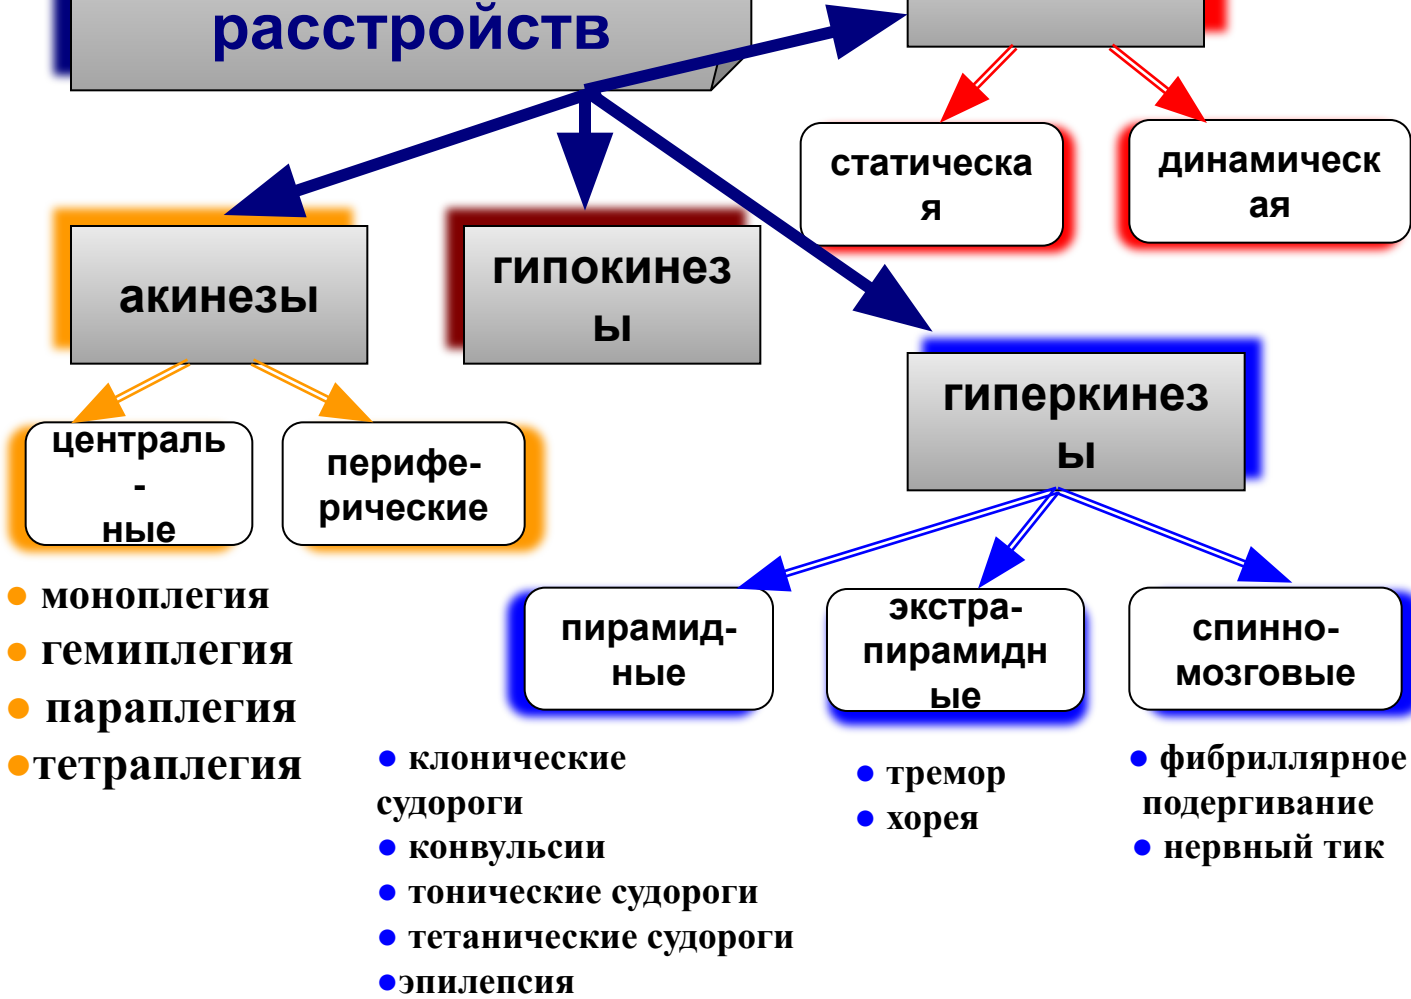 расстройств
статическа
я
динамическ
ая
акинезы
гипокинез
ы
гиперкинез
ы
централь
-
ные
перифе-
рические
• моноплегия
• гемиплегия
• параплегия
•тетраплегия
пирамид-
ные
экстра-
пирамидн
ые
спинно-
мозговые
• клонические
судороги
• конвульсии
• тонические судороги
• тетанические судороги
•эпилепсия
• тремор
• хорея
• фибриллярное
подергивание
• нервный тик